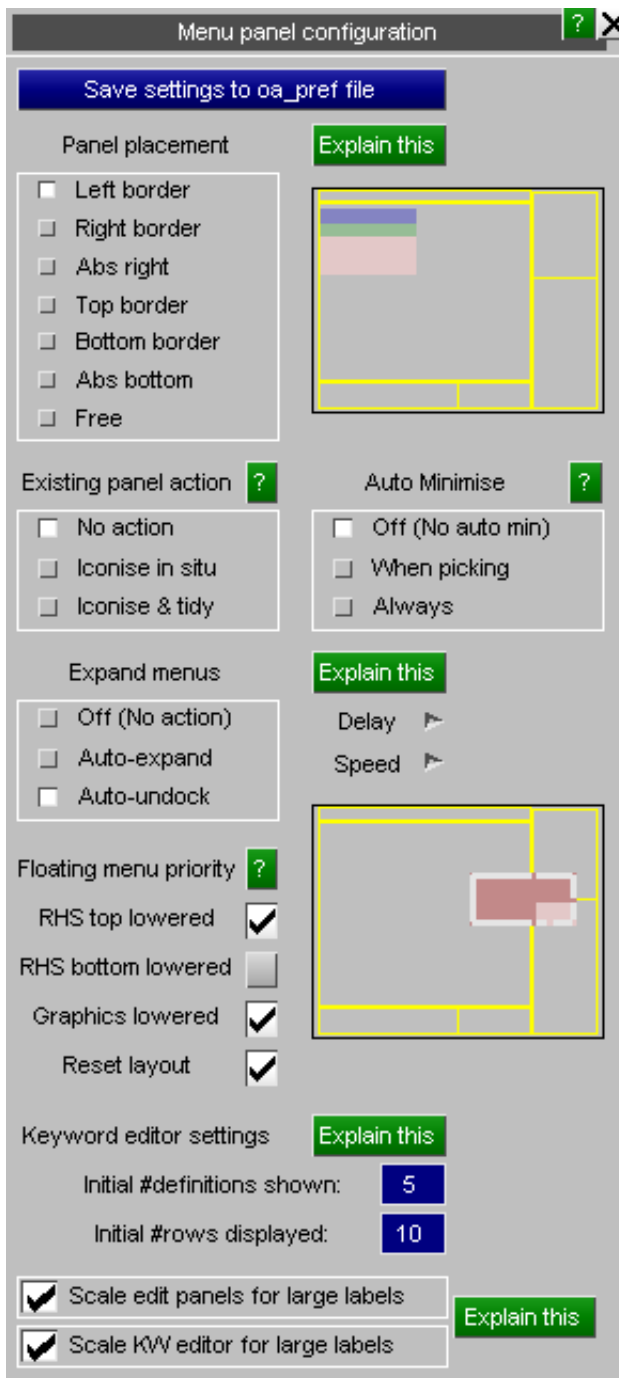 Menu panel configuration ?
Save settings to oa_pref file
Panel placement Explain this
Left border
Right border
Abs right
Top border
Bottom border
Abs bottom
Free
Existing panel action ? Auto Minimise ?
No action Off (No auto min)
Iconise in situ When picking
Iconise & tidy Always
Expand menus Explain this
Off (No action) Delay
Auto-expand Speed
Auto-undock
Floating menu priority ?
RHS top lowered
RHS bottom lowered
Graphics lowered
Reset layout
Keyword editor settings Explain this
Initial #definitions shown: 5
Initial #rows displayed: 10
Scale edit panels for large labels
Explain this
Scale KW editor for large labels